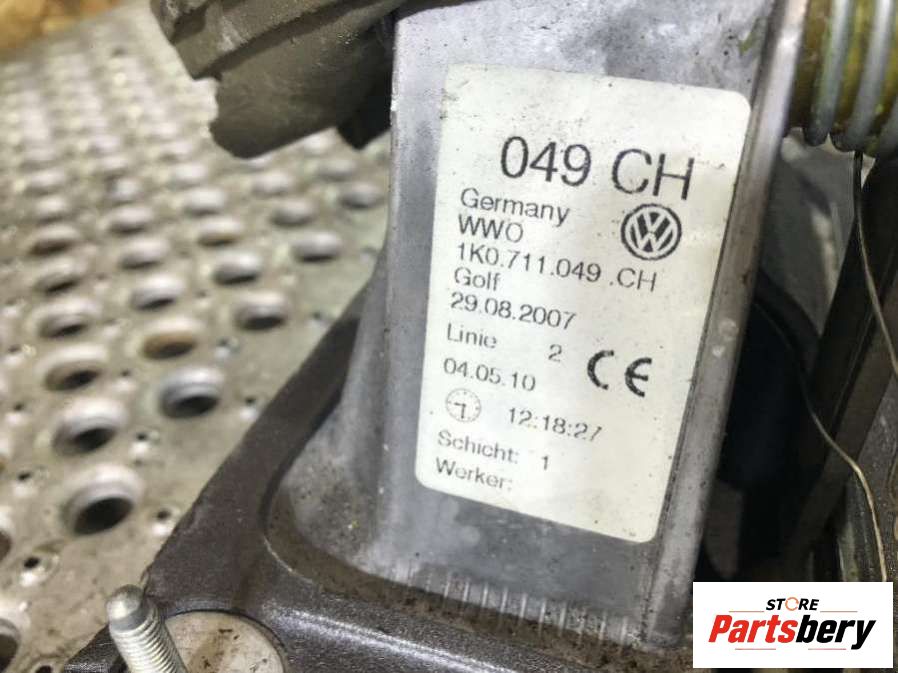 049 CH
Germany
WWO
1K0.711.049 .CH
Golf
29.08.2007
Linie 2
04.05.10
CE
12:18:27
Schicht: 1
Werker:
STORE
Partsbery